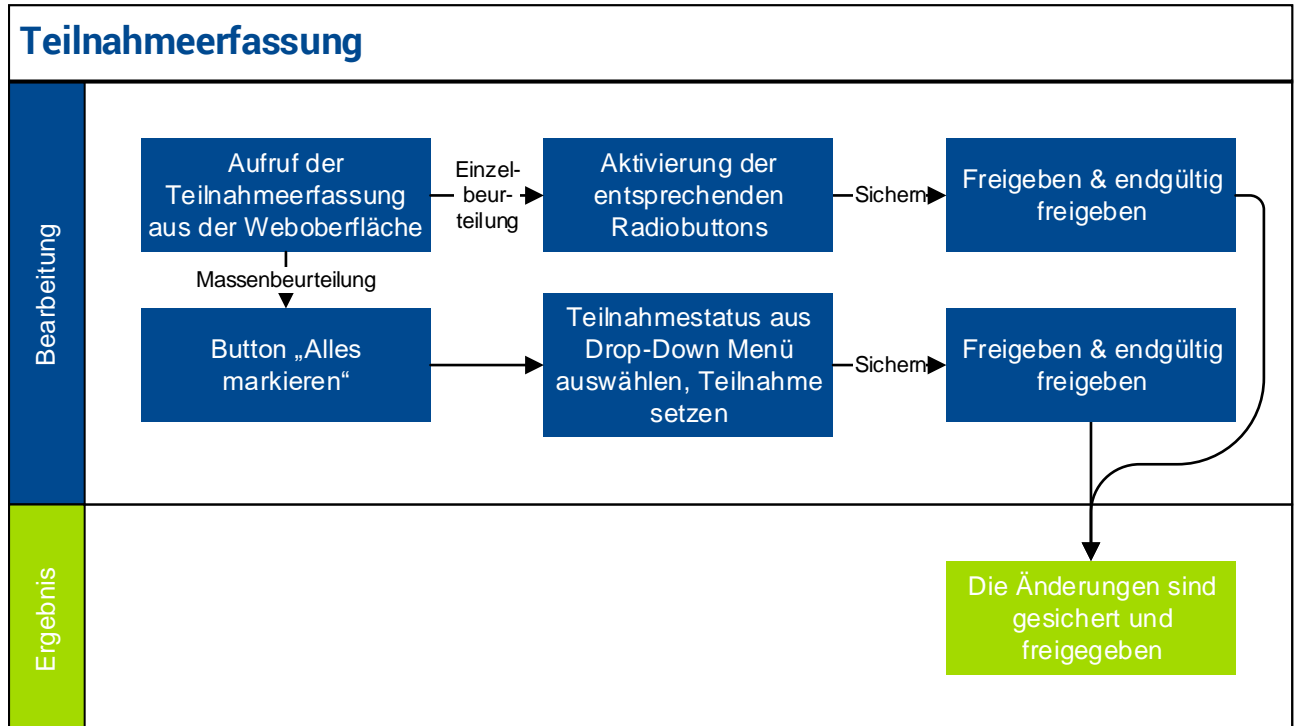 Teilnahmeerfassung
Bearbeitung
Aufruf der
Teilnahmeerfassung
aus der Weboberfläche
Einzel-
beur-
teilung
Aktivierung der
entsprechenden
Radiobuttons
Sichern
Freigeben & endgültig
freigeben
Massenbeurteilung
Button „Alles
markieren“
Teilnahmestatus aus
Drop-Down Menü
auswählen, Teilnahme
setzen
Sichern
Freigeben & endgültig
freigeben
Ergebnis
Die Änderungen sind
gesichert und
freigegeben